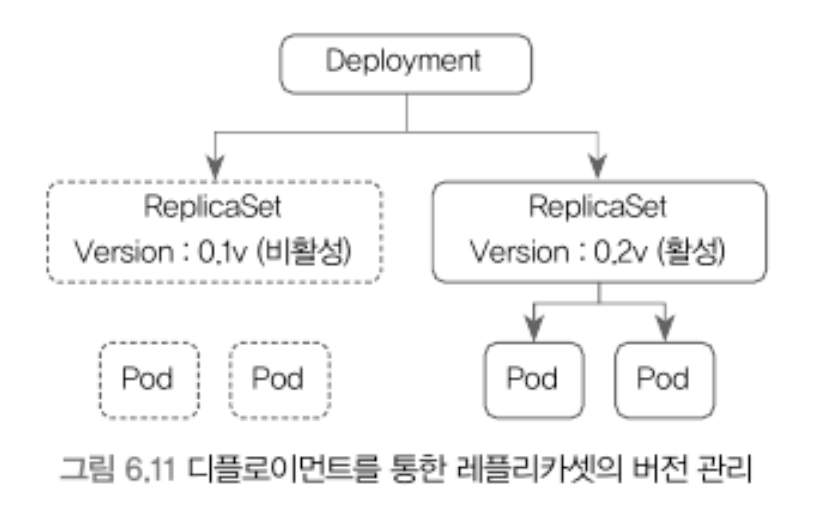 Deployment
ReplicaSet
Version : 0.1v (비활성)
ReplicaSet
Version : 0.2v (활성)
Pod
Pod
Pod
Pod
그림 6.11 디플로이먼트를 통한 레플리카셋의 버전 관리